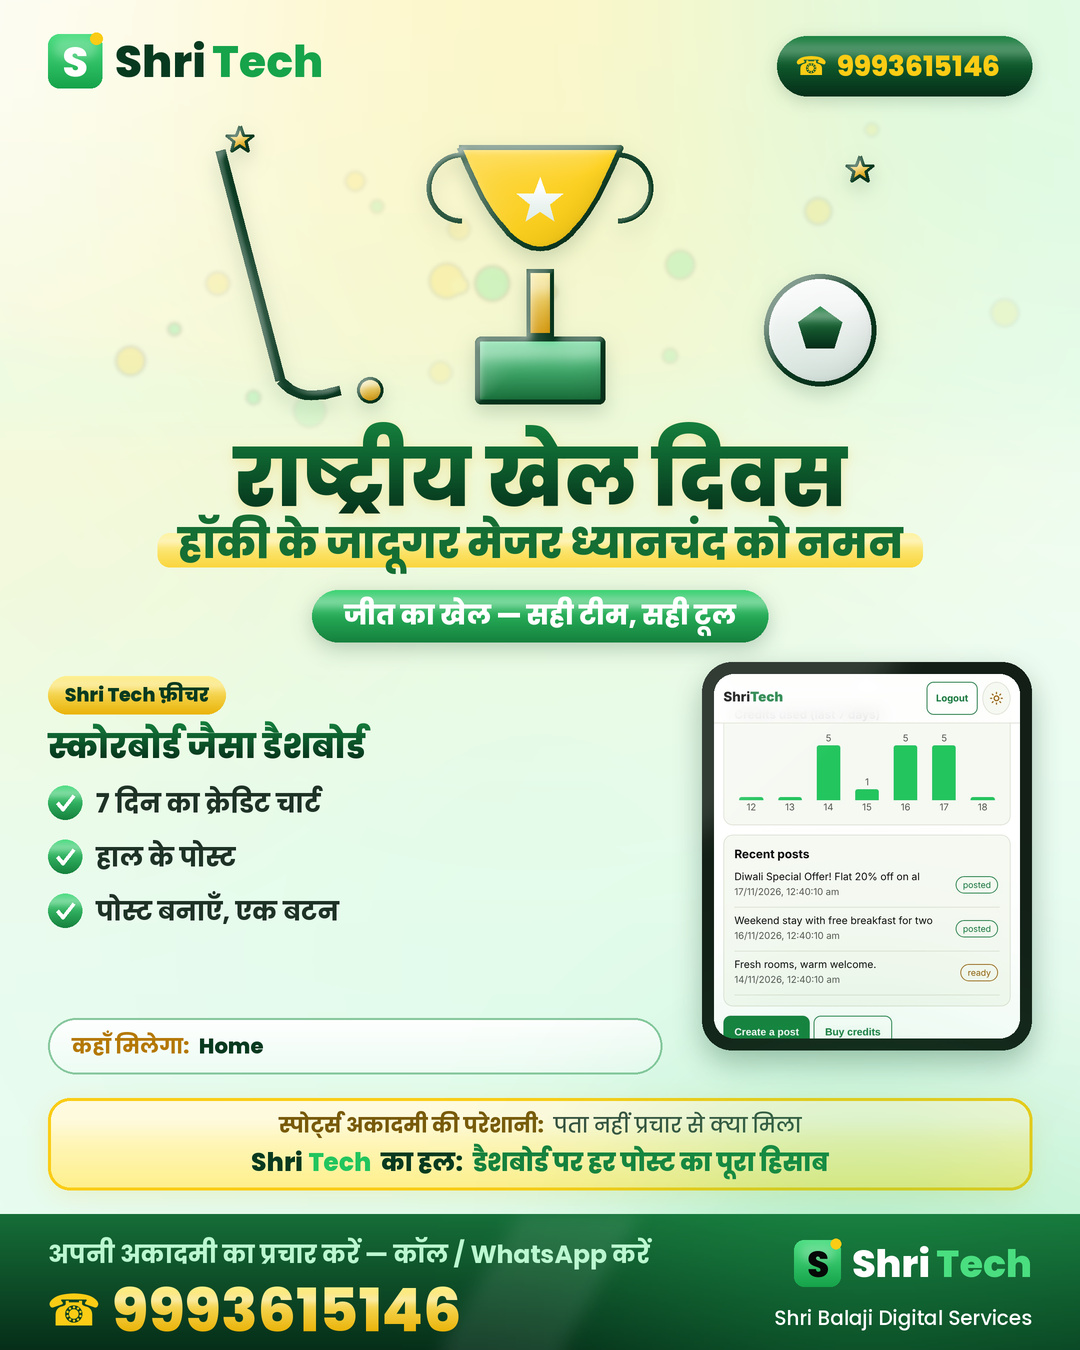 Shri Tech
☎ 9993615146
राष्ट्रीय खेल दिवस
हॉकी के जादूगर मेजर ध्यानचंद को नमन
जीत का खेल — सही टीम, सही टूल
Shri Tech फ़ीचर
स्कोरबोर्ड जैसा डैशबोर्ड
7 दिन का क्रेडिट चार्ट
हाल के पोस्ट
पोस्ट बनाएँ, एक बटन
कहाँ मिलेगा: Home
ShriTech
Logout
Credits used (last 7 days)
5 1 5 5
12 13 14 15 16 17 18
Recent posts
Diwali Special Offer! Flat 20% off on al
17/11/2026, 12:40:10 am
posted
Weekend stay with free breakfast for two
16/11/2026, 12:40:10 am
posted
Fresh rooms, warm welcome.
14/11/2026, 12:40:10 am
ready
Create a post
Buy credits
स्पोर्ट्स अकादमी की परेशानी: पता नहीं प्रचार से क्या मिला
Shri Tech का हल: डैशबोर्ड पर हर पोस्ट का पूरा हिसाब
अपनी अकादमी का प्रचार करें — कॉल / WhatsApp करें
☎ 9993615146
S Shri Tech
Shri Balaji Digital Services